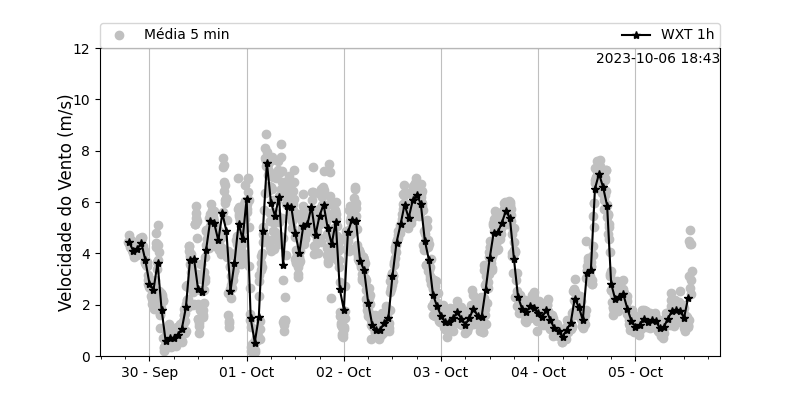 Média 5 min
WXT 1h
2023-10-06 18:43
Velocidade do Vento (m/s)
12
10
8
6
4
2
0
30 - Sep
01 - Oct
02 - Oct
03 - Oct
04 - Oct
05 - Oct